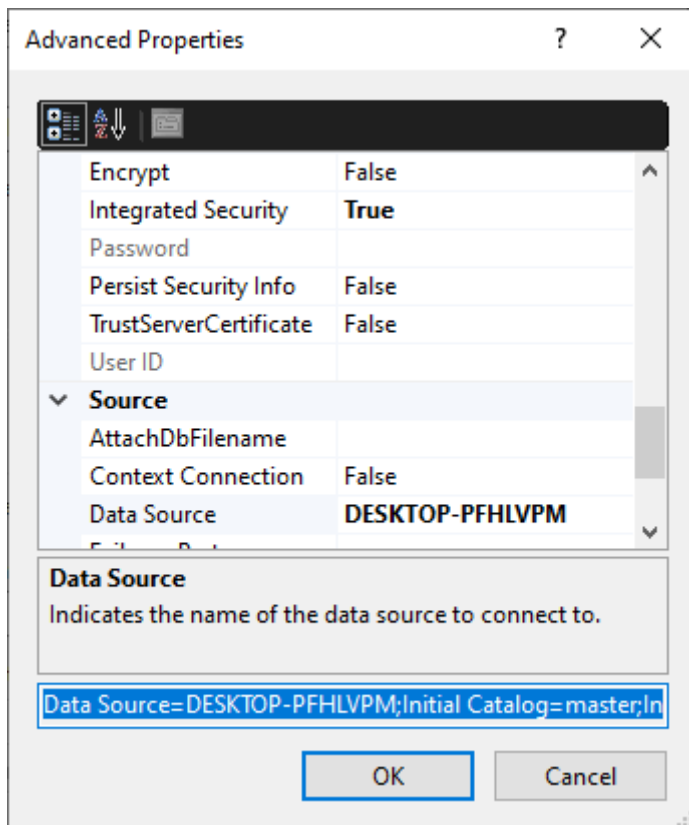 Advanced Properties
Encrypt False
Integrated Security True
Password
Persist Security Info False
TrustServerCertificate False
User ID
Source
AttachDbFilename
Context Connection False
Data Source DESKTOP-PFHLVPM
Data Source
Indicates the name of the data source to connect to.
Data Source=DESKTOP-PFHLVPM;Initial Catalog=master;In
OK Cancel